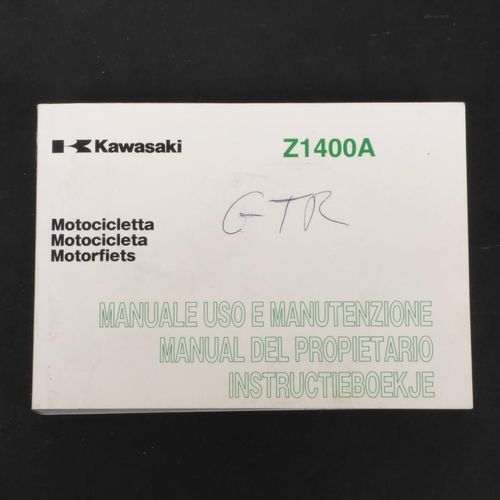 Kawasaki
Z1400A
GTR
Motocicletta
Motocicleta
Motorfiets
MANUALE USO E MANUTENZIONE
MANUAL DEL PROPIETARIO
INSTRUCTIEBOEKJE